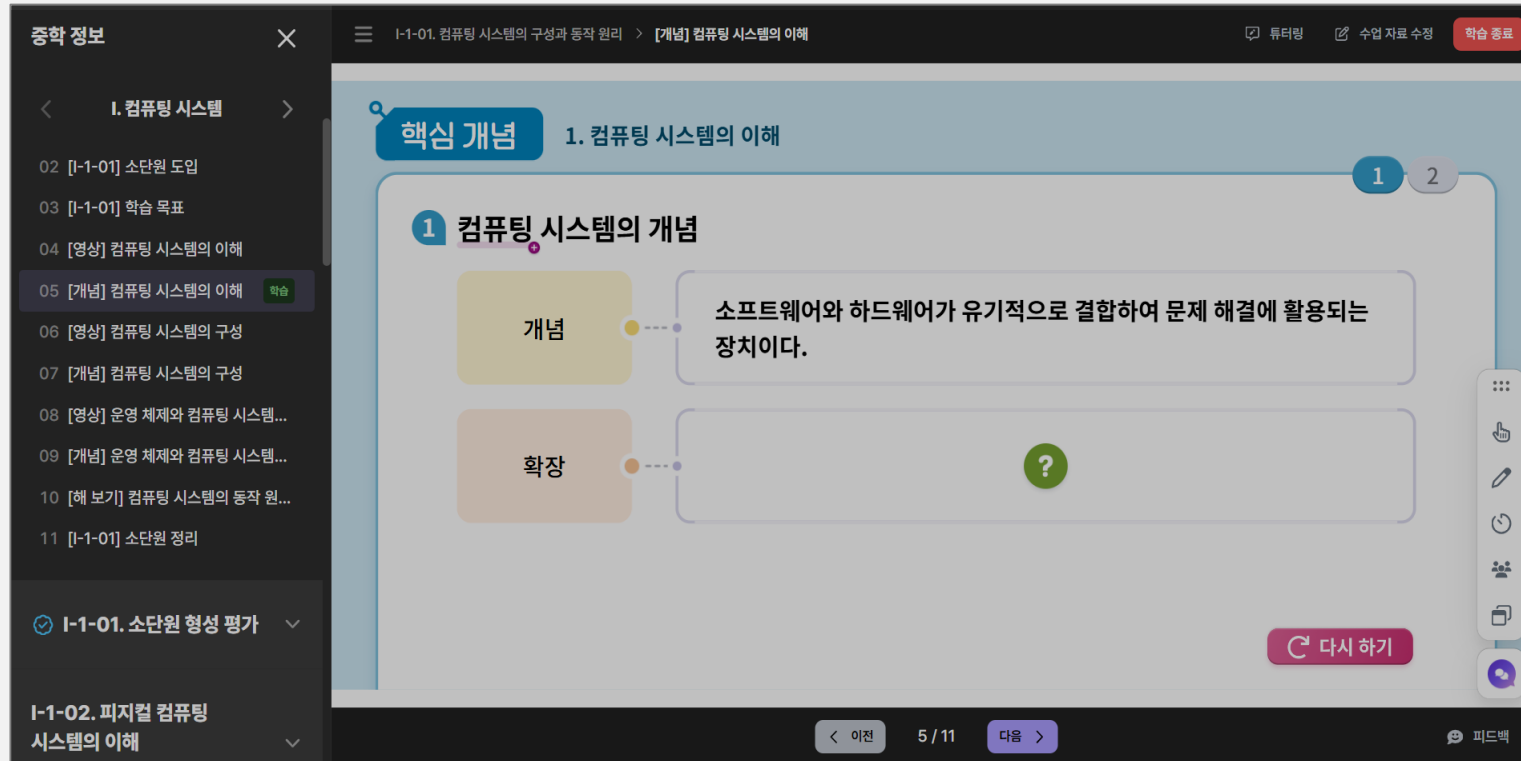 중학 정보
I. 컴퓨팅 시스템
02 [I-1-01] 소단원 도입
03 [I-1-01] 학습 목표
04 [영상] 컴퓨팅 시스템의 이해
05 [개념] 컴퓨팅 시스템의 이해 학습
06 [영상] 컴퓨팅 시스템의 구성
07 [개념] 컴퓨팅 시스템의 구성
08 [영상] 운영 체제와 컴퓨팅 시스템...
09 [개념] 운영 체제와 컴퓨팅 시스템...
10 [해 보기] 컴퓨팅 시스템의 동작 원...
11 [I-1-01] 소단원 정리
I-1-01. 소단원 형성 평가
I-1-02. 피지컬 컴퓨팅
시스템의 이해
I-1-01. 컴퓨팅 시스템의 구성과 동작 원리 > [개념] 컴퓨팅 시스템의 이해
튜터링 수업 자료 수정 학습 종료
핵심 개념 1. 컴퓨팅 시스템의 이해
1 2
1 컴퓨팅 시스템의 개념
개념
소프트웨어와 하드웨어가 유기적으로 결합하여 문제 해결에 활용되는
장치이다.
확장
?
다시 하기
< 이전 5 / 11 다음 >
피드백